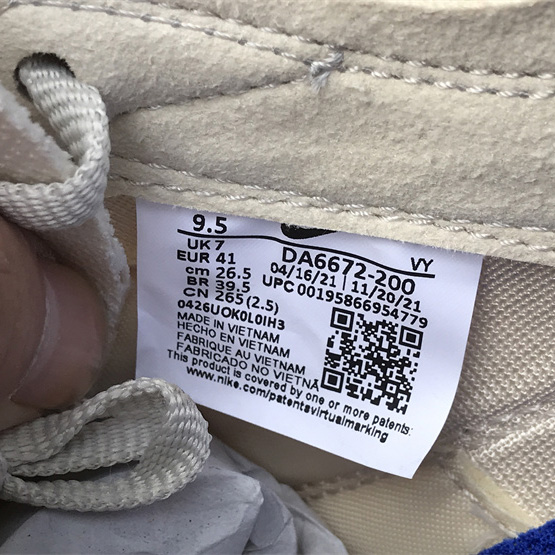 9.5
UK 7
EUR 41
cm 26.5
BR 39.5
CN 265(2.5)
DA6672-200 VY
04/16/21 | 11/20/21
UPC 00195866954779
0426UOK0L0IH3
MADE IN VIETNAM
HECHO EN VIETNAM
FABRIQUE AU VIETNAM
FABRICADO NO VIETNÃ
This product is covered by one or more patents:
www.nike.com/patentsvirtualmarking